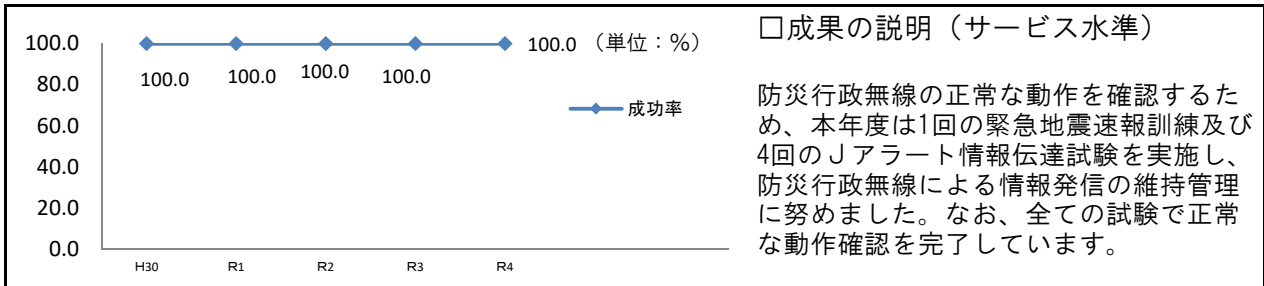 100.0
80.0
60.0
40.0
20.0
0.0
100.0
100.0
100.0
100.0
100.0 （単位：％）
成功率
H30 R1 R2 R3 R4
□成果の説明（サービス水準）
防災行政無線の正常な動作を確認するた
め、本年度は1回の緊急地震速報訓練及び
4回のＪアラート情報伝達試験を実施し、
防災行政無線による情報発信の維持管理
に努めました。なお、全ての試験で正常
な動作確認を完了しています。